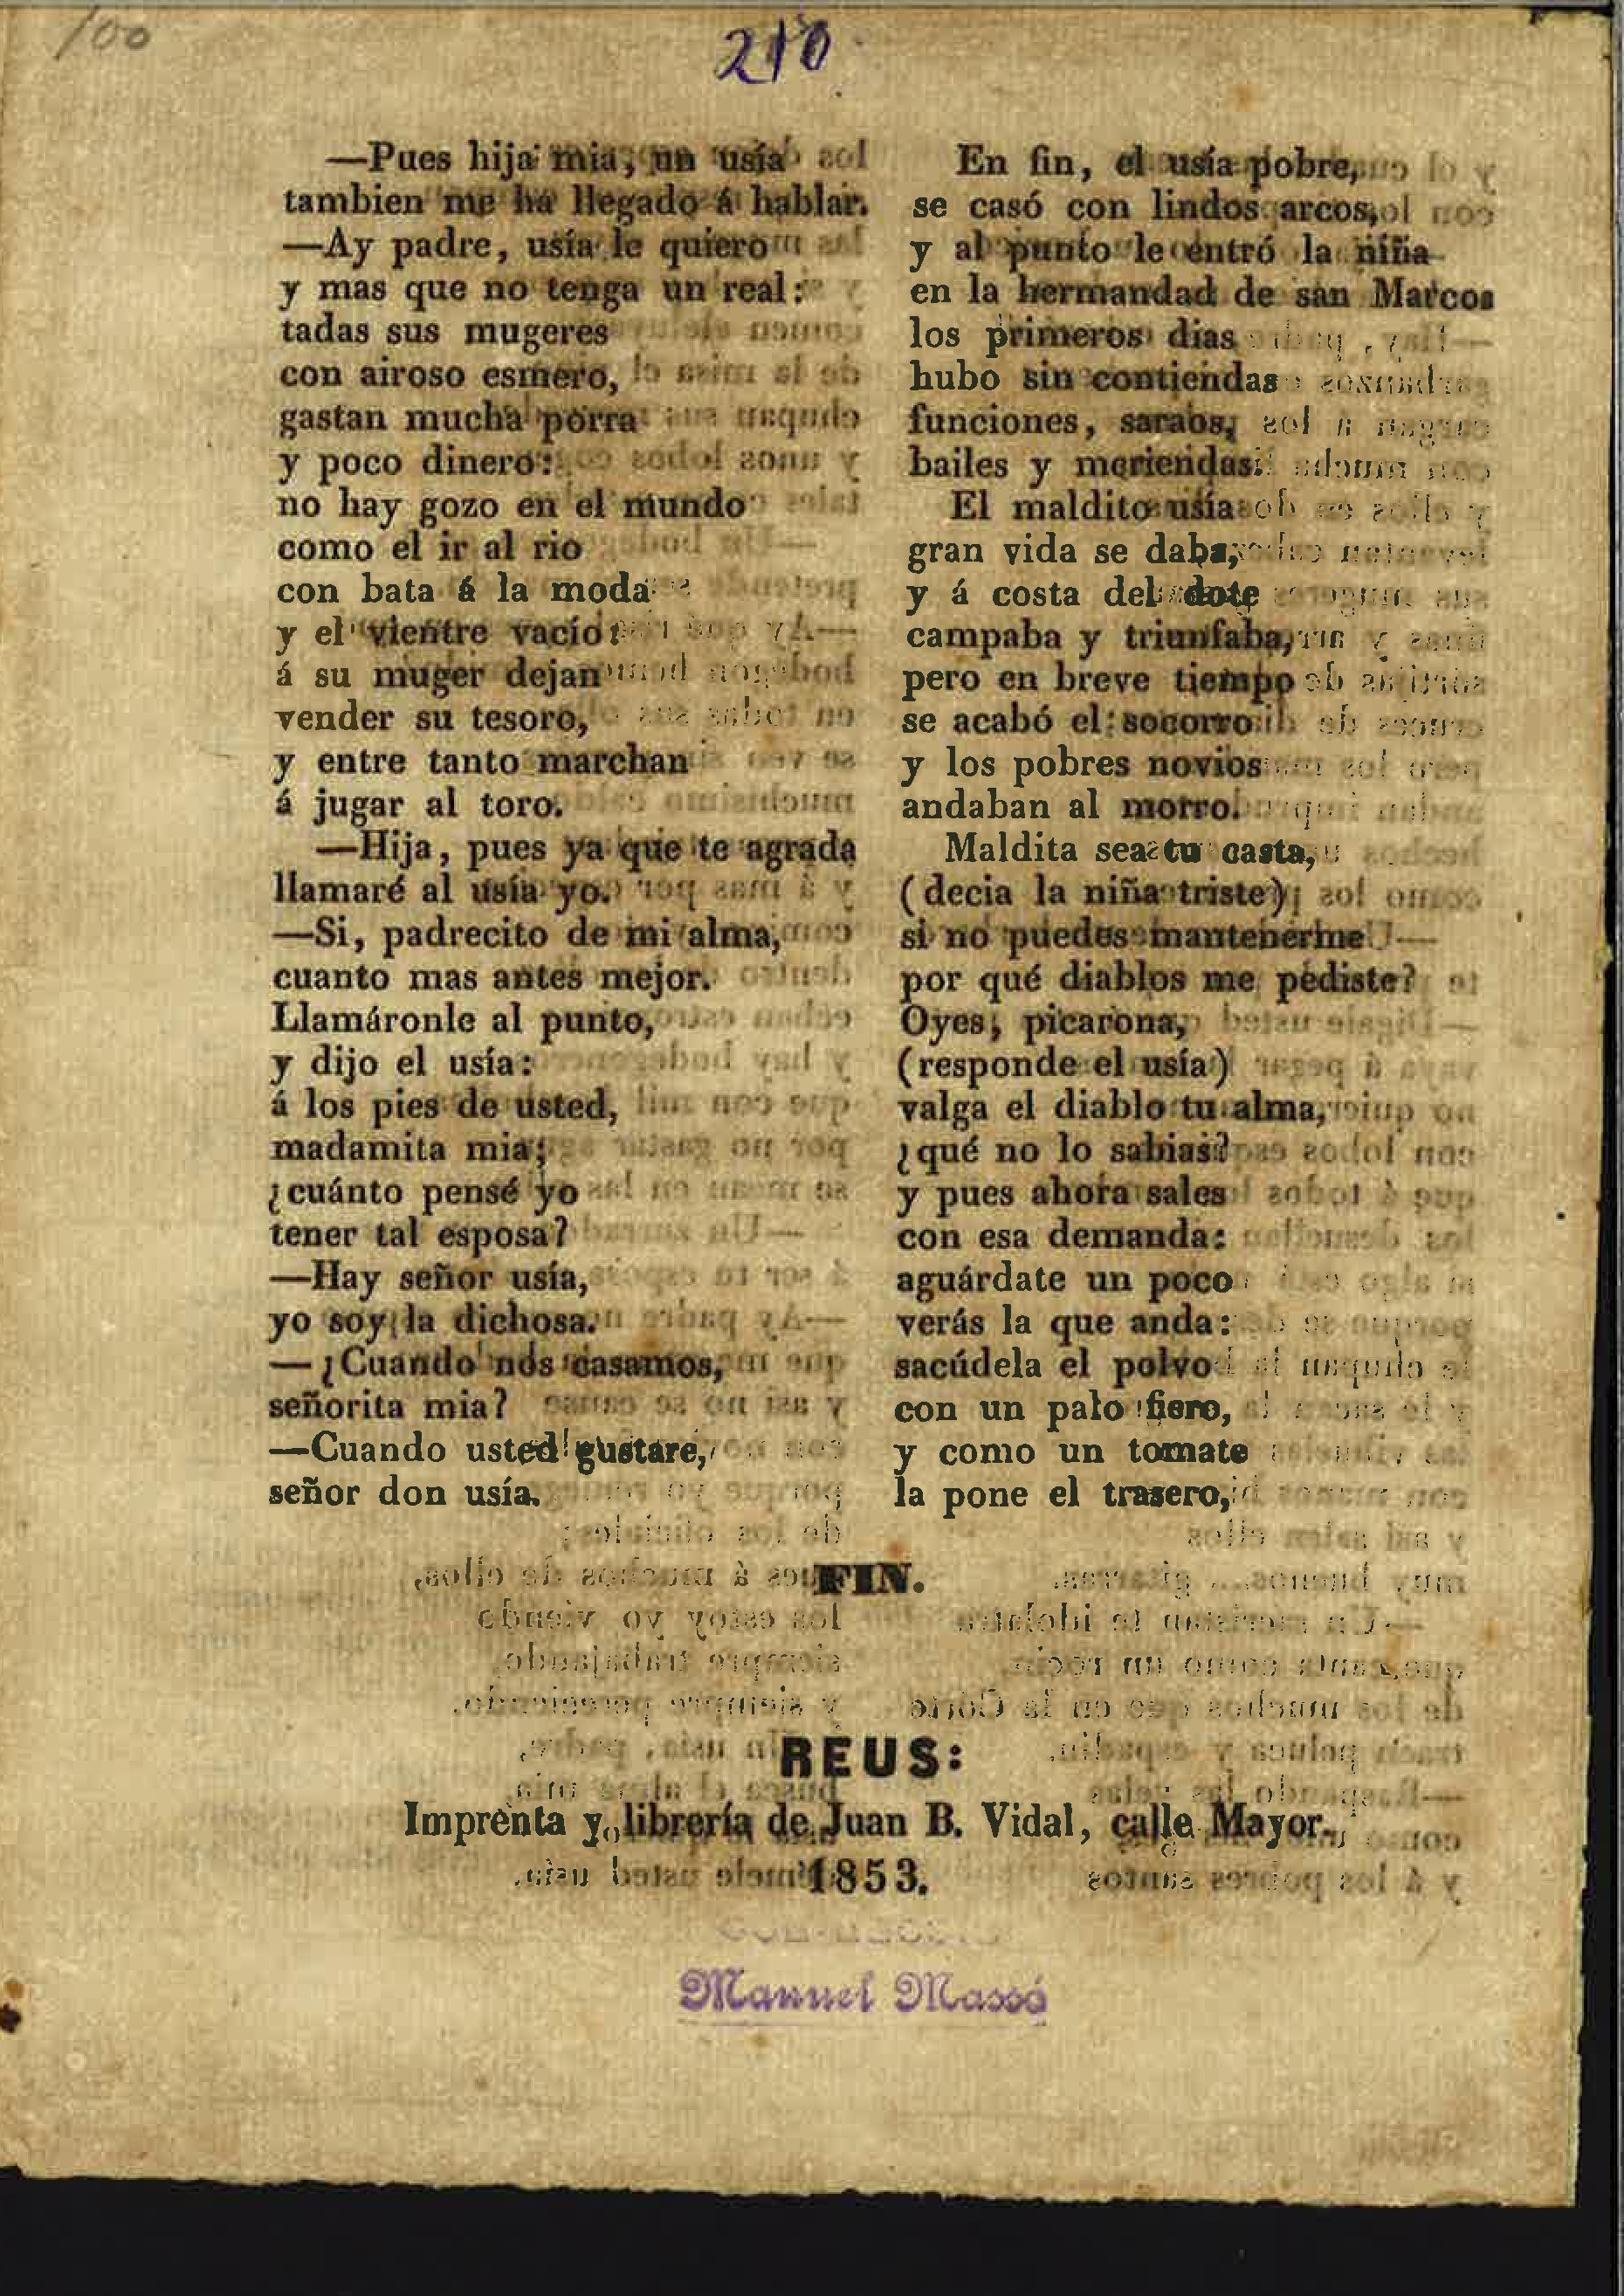 100
210
—Pues hija mia, un usía
tambien me ha llegado á hablar.
—Ay padre, usía le quiero
y mas que no tenga un real:
tadas sus mugeres
con airoso esmero,
gastan mucha porra
y poco dinero:
no hay gozo en el mundo
como el ir al rio
con bata á la moda
y el vientre vacío:
á su muger dejan
vender su tesoro,
y entre tanto marchan
á jugar al toro.
—Hija, pues ya que te agrada
llamaré al usía yo.
—Si, padrecito de mi alma,
cuanto mas antes mejor.
Llamáronle al punto,
y dijo el usía:
á los pies de usted,
madamita mia;
¿cuánto pensé yo
tener tal esposa?
—Hay señor usía,
yo soy la dichosa.
—¿Cuando nos casamos,
señorita mia?
—Cuando usted gustare,
señor don usía.
En fin, el usía pobre,
se casó con lindos arcos,
y al punto le entró la niña
en la hermandad de san Marcos
los primeros dias
hubo sin contiendas
funciones, saraos,
bailes y meriendas.
El maldito usía
gran vida se daba,
y á costa del dote
campaba y triunfaba,
pero en breve tiempo
se acabó el socorro
y los pobres novios
andaban al morro.
Maldita sea tu casta,
(decia la niña triste)
si no puedes mantenerme
por qué diablos me pediste?
Oyes, picarona,
(responde el usía)
valga el diablo tu alma,
¿qué no lo sabias?
y pues ahora sales
con esa demanda:
aguárdate un poco
verás la que anda:
sacúdela el polvo
con un palo fiero,
y como un tomate
la pone el trasero,
FIN.
REUS:
Imprenta y librería de Juan B. Vidal, calle Mayor.
1853.
Manuel Massó